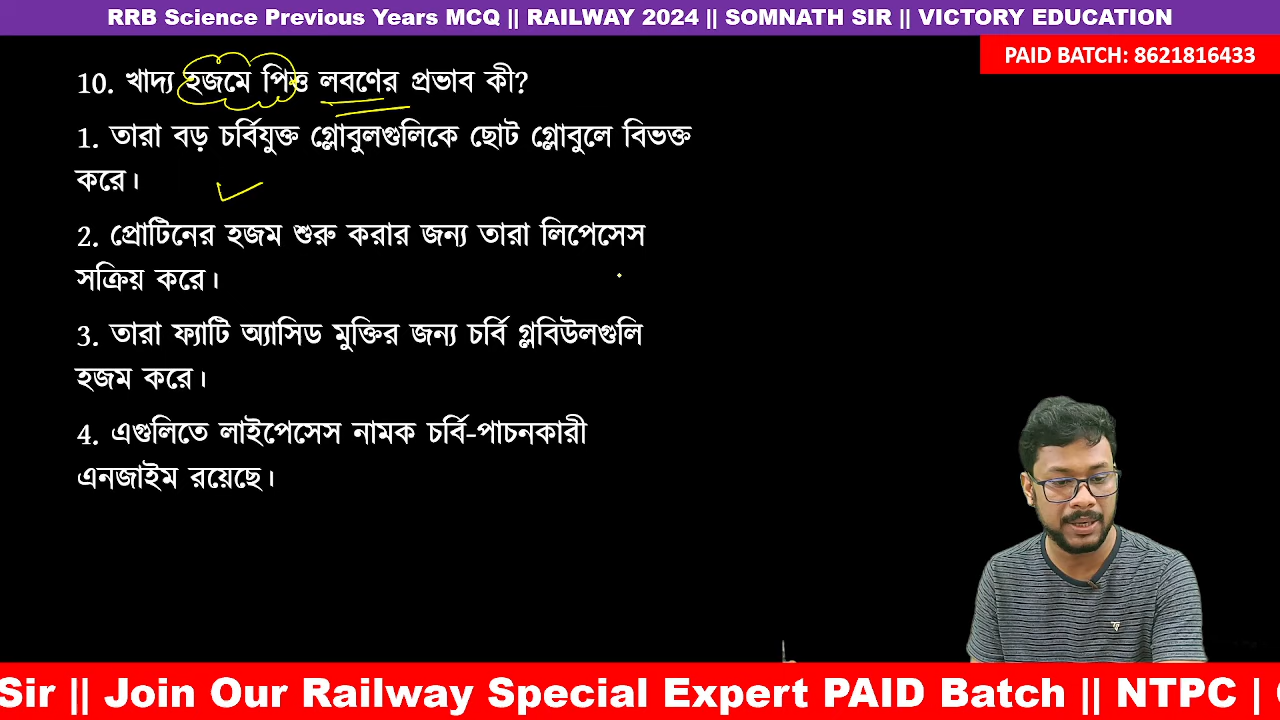 RRB Science Previous Years MCQ || RAILWAY 2024 || SOMNATH SIR || VICTORY EDUCATION
PAID BATCH: 8621816433
10. খাদ্য হজমে পিত্ত লবণের প্রভাব কী?
1. তারা বড় চর্বিযুক্ত গ্লোবুলগুলিকে ছোট গ্লোবুলে বিভক্ত
করে।
2. প্রোটিনের হজম শুরু করার জন্য তারা লিপেসেস
সক্রিয় করে।
3. তারা ফ্যাটি অ্যাসিড মুক্তির জন্য চর্বি গ্লবিউলগুলি
হজম করে।
4. এগুলিতে লাইপেসেস নামক চর্বি-পাচনকারী
এনজাইম রয়েছে।
Sir || Join Our Railway Special Expert PAID Batch || NTPC |